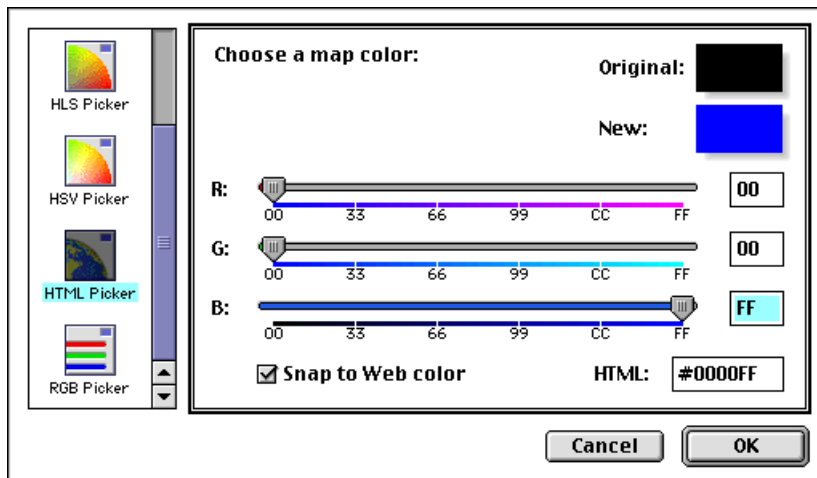 HLS Picker
HSV Picker
HTML Picker
RGB Picker
Choose a map color:
Original:
New:
R:
00
00 33 66 99 CC FF
G:
00
00 33 66 99 CC FF
B:
FF
00 33 66 99 CC FF
Snap to Web color
HTML: #0000FF
Cancel
OK